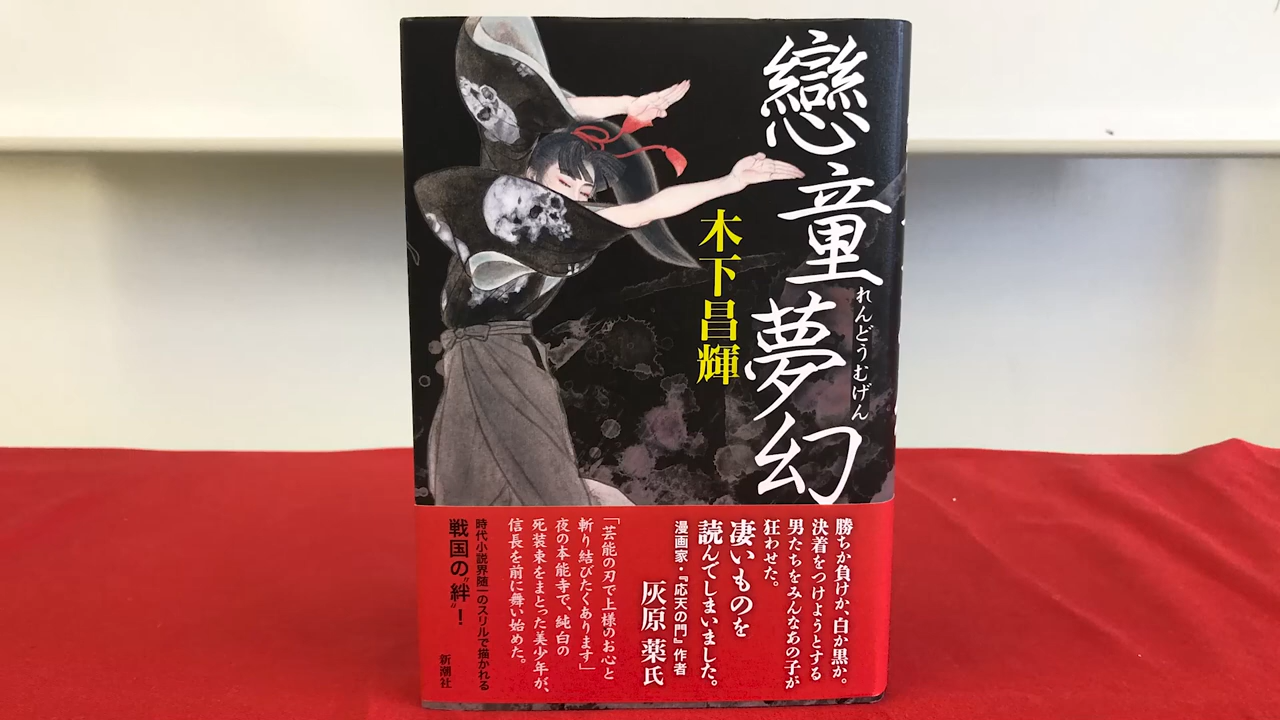 戀童夢幻
れんどうむげん
木下昌輝
勝ちか負けか、白か黒か。
決着をつけようとする
男たちをみんなあの子が
狂わせた。
凄いものを
読んでしまいました。
漫画家・『応天の門』作者
灰原薬氏
「芸能の刃で上様のお心と
斬り結びたくあります」
夜の本能寺で、純白の
死装束をまとった美少年が、
信長を前に舞い始めた。
時代小説界随一のスリルで描かれる
戦国の〝絆〟!
新潮社